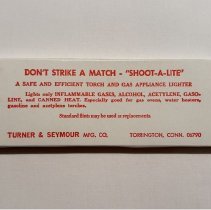 DON'T STRIKE A MATCH - "SHOOT-A-LITE"
A SAFE AND EFFICIENT TORCH AND GAS APPLIANCE LIGHTER
Lights only INFLAMMABLE GASES, ALCOHOL, ACETYLENE, GASO-
LINE, and CANNED HEAT. Especially good for gas ovens, water heaters,
gasoline and acetylene torches.
Standard flints may be used as replacements.
TURNER & SEYMOUR MFG. CO. TORRINGTON, CONN. 06790